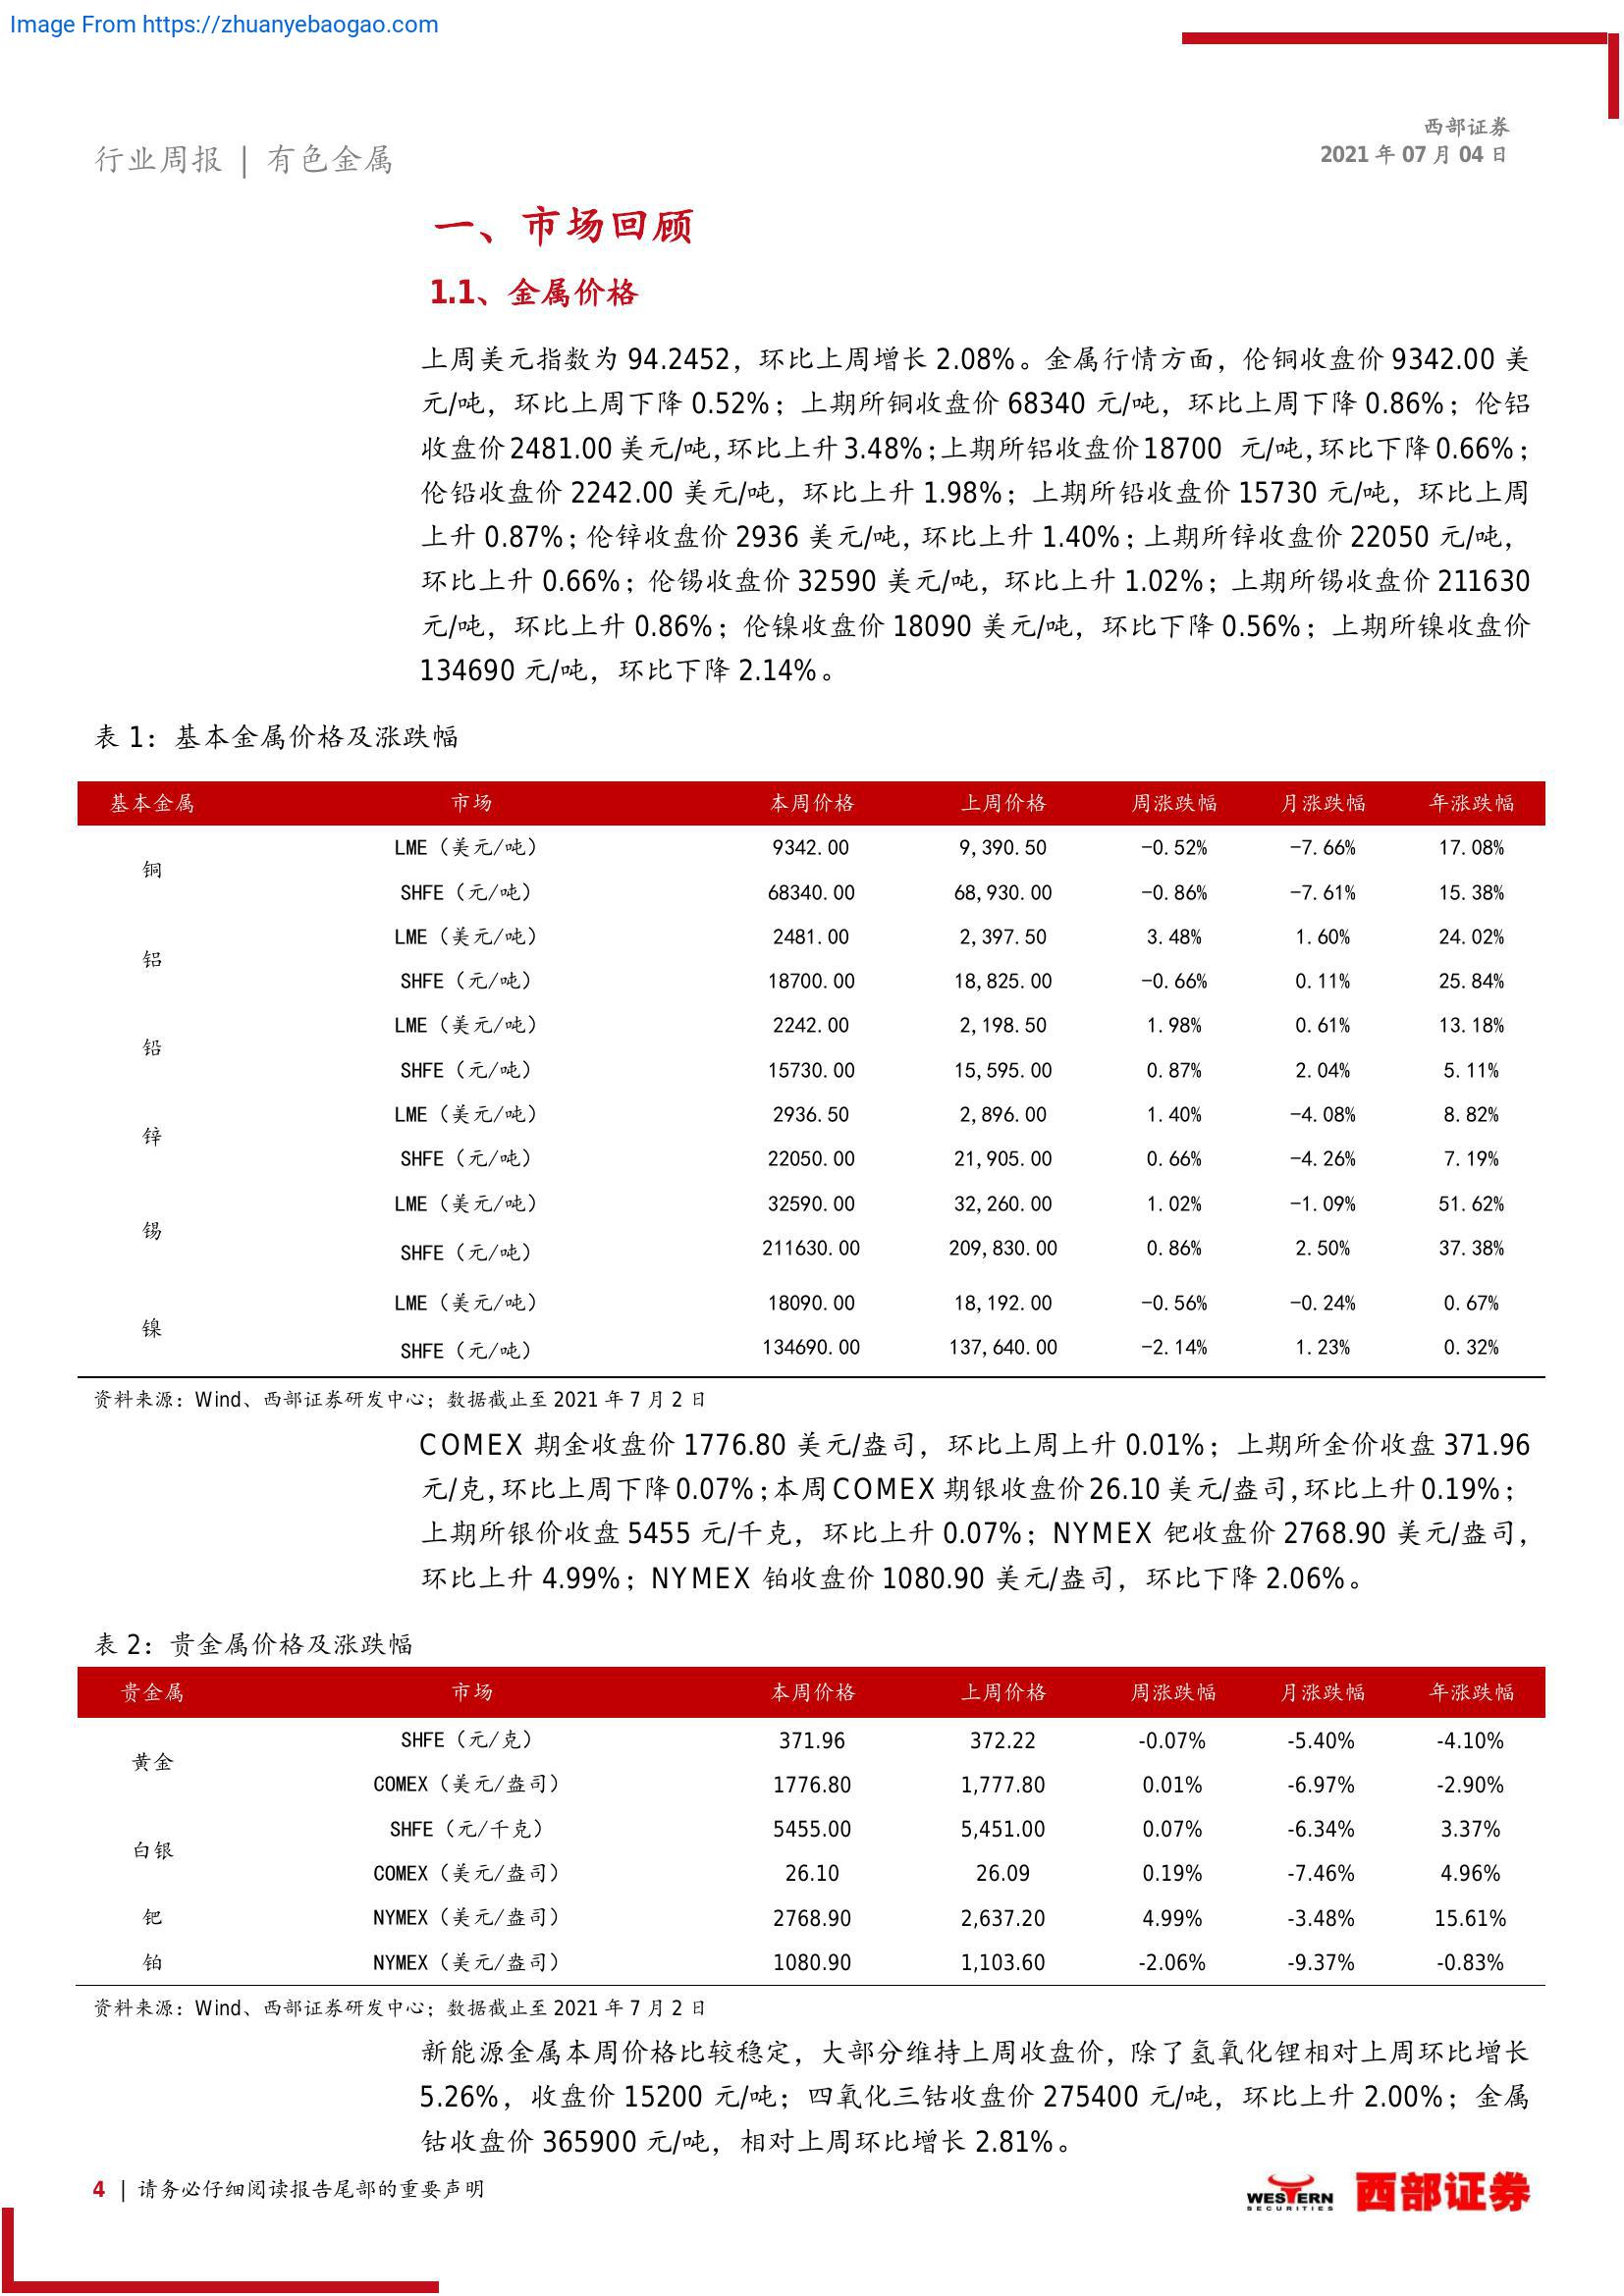 Image From https://zhuanyebaogao.com
行业周报 | 有色金属
西部证券
2021 年 07 月 04 日
一、市场回顾
1.1、金属价格
上周美元指数为 94.2452，环比上周增长 2.08%。金属行情方面，伦铜收盘价 9342.00 美
元/吨，环比上周下降 0.52%；上期所铜收盘价 68340 元/吨，环比上周下降 0.86%；伦铝
收盘价 2481.00 美元/吨，环比上升 3.48%；上期所铝收盘价 18700 元/吨，环比下降 0.66%；
伦铅收盘价 2242.00 美元/吨，环比上升 1.98%；上期所铅收盘价 15730 元/吨，环比上周
上升 0.87%；伦锌收盘价 2936 美元/吨，环比上升 1.40%；上期所锌收盘价 22050 元/吨，
环比上升 0.66%；伦锡收盘价 32590 美元/吨，环比上升 1.02%；上期所锡收盘价 211630
元/吨，环比上升 0.86%；伦镍收盘价 18090 美元/吨，环比下降 0.56%；上期所镍收盘价
134690 元/吨，环比下降 2.14%。
表 1：基本金属价格及涨跌幅
基本金属 市场 本周价格 上周价格 周涨跌幅 月涨跌幅 年涨跌幅
铜 LME（美元/吨） 9342.00 9,390.50 -0.52% -7.66% 17.08%
SHFE（元/吨） 68340.00 68,930.00 -0.86% -7.61% 15.38%
铝 LME（美元/吨） 2481.00 2,397.50 3.48% 1.60% 24.02%
SHFE（元/吨） 18700.00 18,825.00 -0.66% 0.11% 25.84%
铅 LME（美元/吨） 2242.00 2,198.50 1.98% 0.61% 13.18%
SHFE（元/吨） 15730.00 15,595.00 0.87% 2.04% 5.11%
锌 LME（美元/吨） 2936.50 2,896.00 1.40% -4.08% 8.82%
SHFE（元/吨） 22050.00 21,905.00 0.66% -4.26% 7.19%
锡 LME（美元/吨） 32590.00 32,260.00 1.02% -1.09% 51.62%
SHFE（元/吨） 211630.00 209,830.00 0.86% 2.50% 37.38%
镍 LME（美元/吨） 18090.00 18,192.00 -0.56% -0.24% 0.67%
SHFE（元/吨） 134690.00 137,640.00 -2.14% 1.23% 0.32%
资料来源：Wind、西部证券研发中心；数据截止至 2021 年 7 月 2 日
COMEX 期金收盘价 1776.80 美元/盎司，环比上周上升 0.01%；上期所金价收盘 371.96
元/克，环比上周下降 0.07%；本周 COMEX 期银收盘价 26.10 美元/盎司，环比上升 0.19%；
上期所银价收盘 5455 元/千克，环比上升 0.07%；NYMEX 钯收盘价 2768.90 美元/盎司，
环比上升 4.99%；NYMEX 铂收盘价 1080.90 美元/盎司，环比下降 2.06%。
表 2：贵金属价格及涨跌幅
贵金属 市场 本周价格 上周价格 周涨跌幅 月涨跌幅 年涨跌幅
黄金 SHFE（元/克） 371.96 372.22 -0.07% -5.40% -4.10%
COMEX（美元/盎司） 1776.80 1,777.80 0.01% -6.97% -2.90%
白银 SHFE（元/千克） 5455.00 5,451.00 0.07% -6.34% 3.37%
COMEX（美元/盎司） 26.10 26.09 0.19% -7.46% 4.96%
钯 NYMEX（美元/盎司） 2768.90 2,637.20 4.99% -3.48% 15.61%
铂 NYMEX（美元/盎司） 1080.90 1,103.60 -2.06% -9.37% -0.83%
资料来源：Wind、西部证券研发中心；数据截止至 2021 年 7 月 2 日
新能源金属本周价格比较稳定，大部分维持上周收盘价，除了氢氧化锂相对上周环比增长
5.26%，收盘价 15200 元/吨；四氧化三钴收盘价 275400 元/吨，环比上升 2.00%；金属
钴收盘价 365900 元/吨，相对上周环比增长 2.81%。
4 | 请务必仔细阅读报告尾部的重要声明
WESTERN
SECURITIES
西部证券